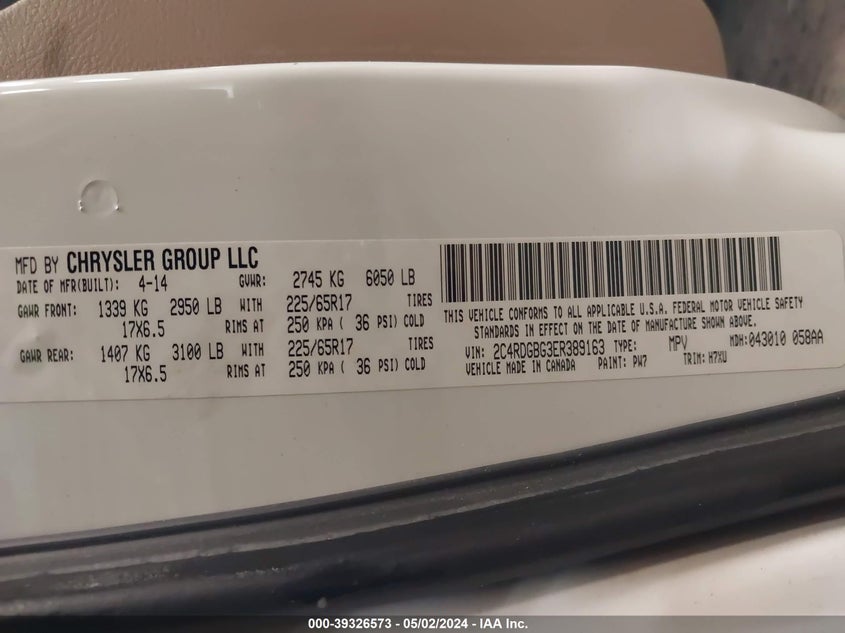 MFD BY CHRYSLER GROUP LLC
DATE OF MFR(BUILT): 4-14 GVWR: 2745 KG 6050 LB
GAWR FRONT: 1339 KG 2950 LB WITH 225/65R17 TIRES
17X6.5 RIMS AT 250 KPA ( 36 PSI) COLD
GAWR REAR: 1407 KG 3100 LB WITH 225/65R17 TIRES
17X6.5 RIMS AT 250 KPA ( 36 PSI) COLD
THIS VEHICLE CONFORMS TO ALL APPLICABLE U.S.A. FEDERAL MOTOR VEHICLE SAFETY
STANDARDS IN EFFECT ON THE DATE OF MANUFACTURE SHOWN ABOVE.
VIN: 2C4RDGBG3ER389163 TYPE: MPV MDH:043010 058AA
VEHICLE MADE IN CANADA PAINT: PW7 TRIM: H7XU
000-39326573 - 05/02/2024 - IAA Inc.